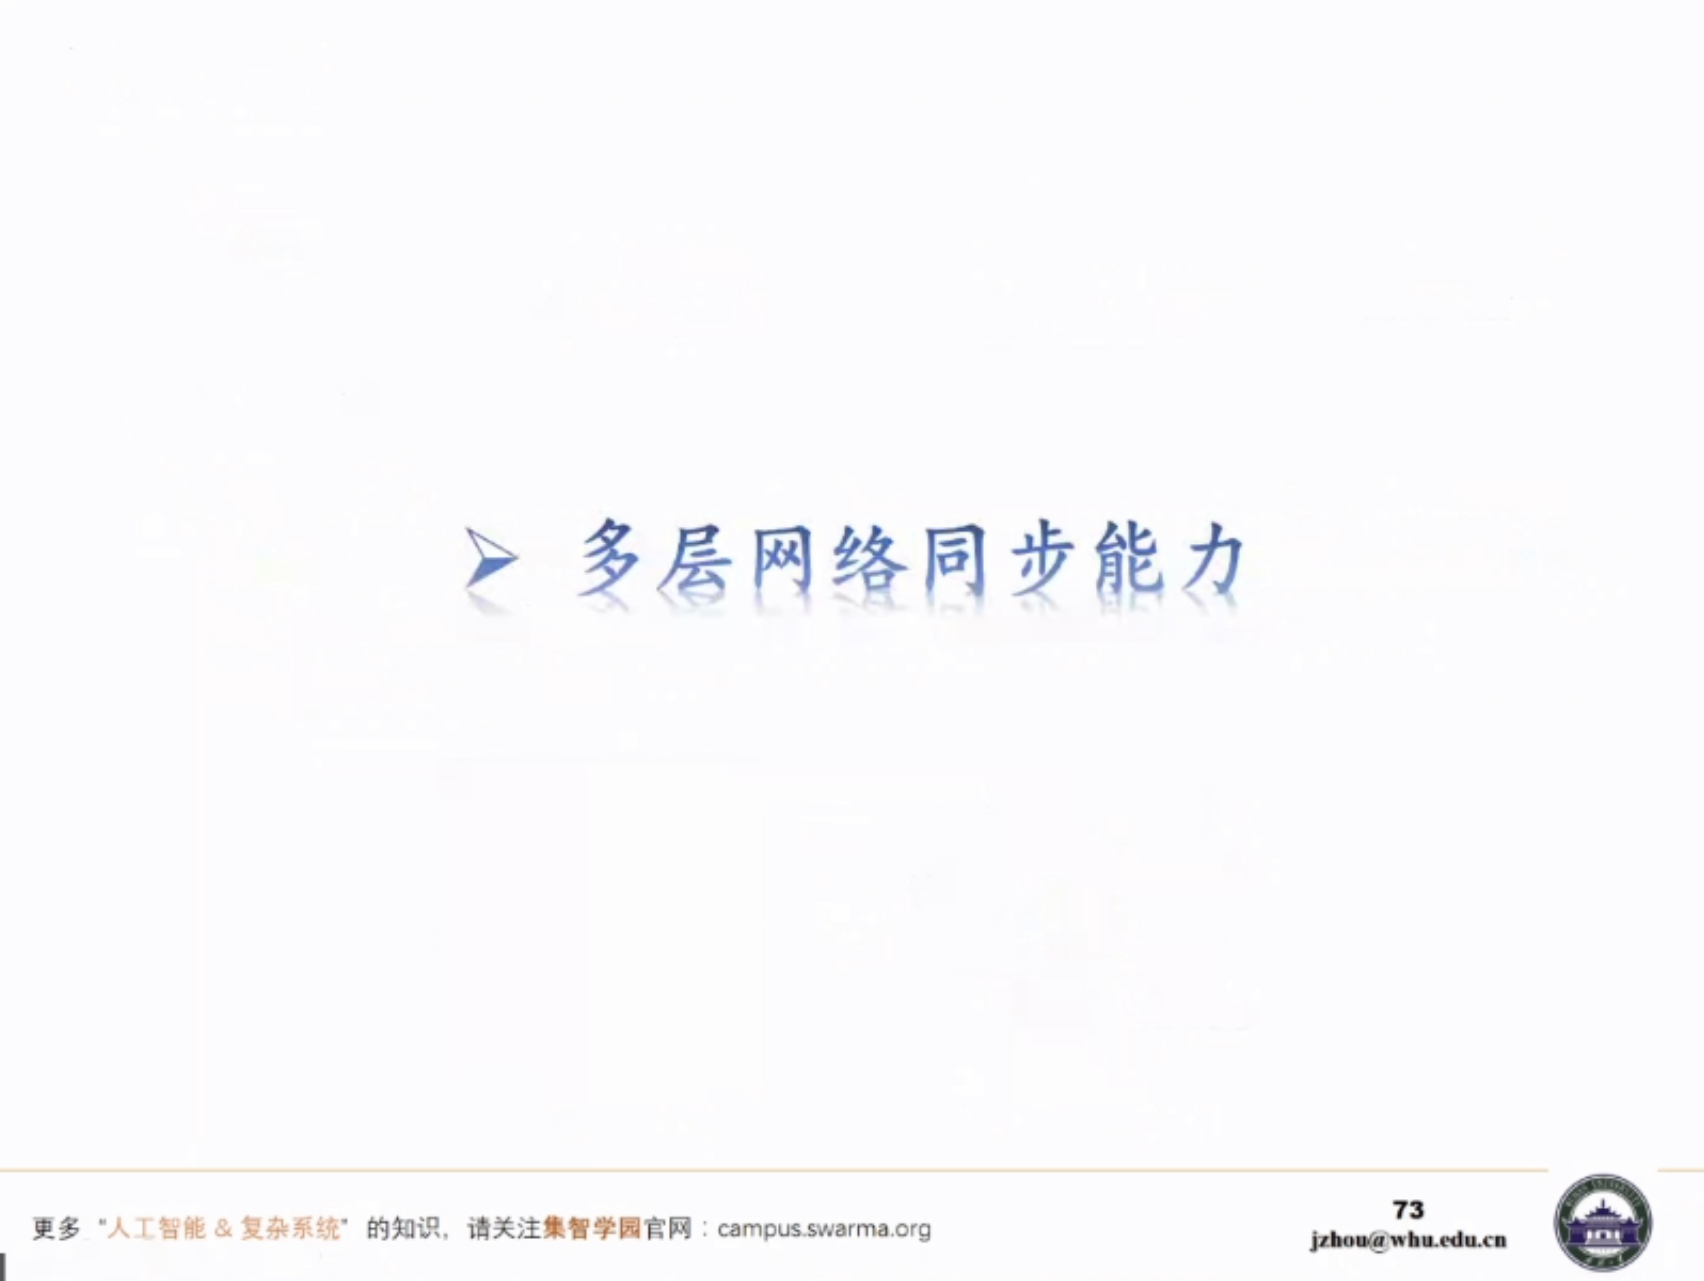 ➢ 多层网络同步能力
更多 "人工智能 & 复杂系统" 的知识，请关注集智学园官网：campus.swarma.org
73
jzhou@whu.edu.cn